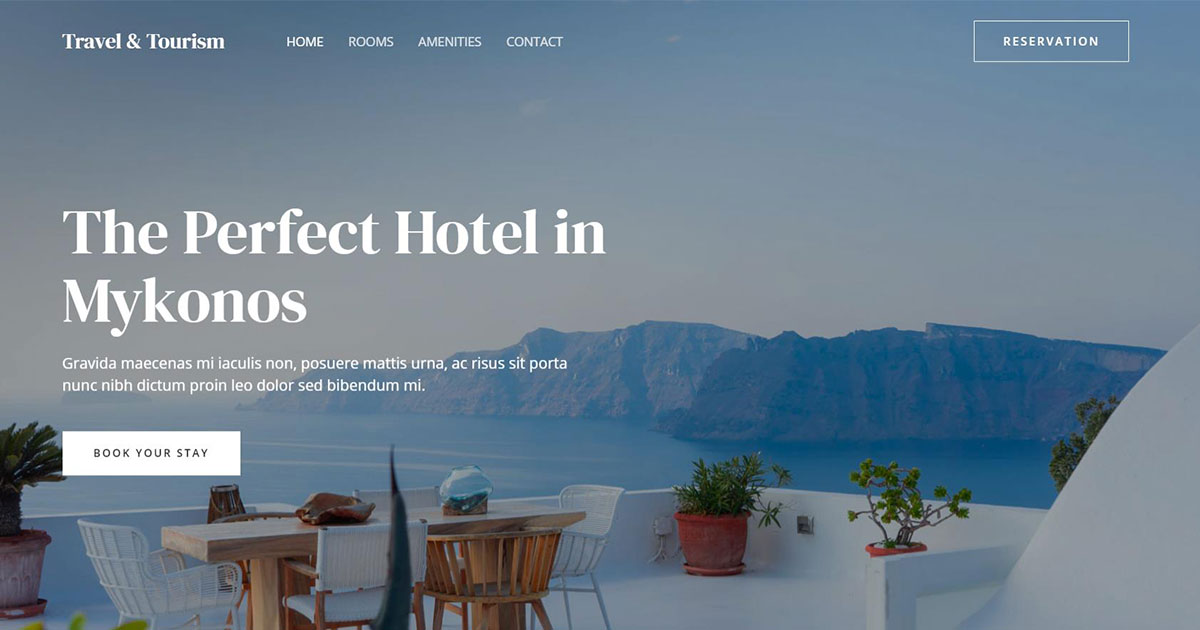 Travel & Tourism
HOME
ROOMS
AMENITIES
CONTACT
RESERVATION
The Perfect Hotel in
Mykonos
Gravida maecenas mi iaculis non, posuere mattis urna, ac risus sit porta
nunc nibh dictum proin leo dolor sed bibendum mi.
BOOK YOUR STAY